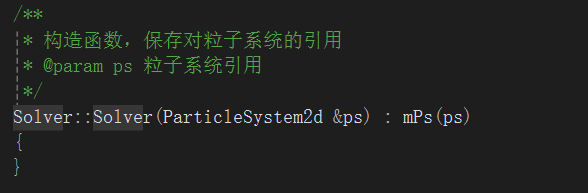 /**
* 构造函数，保存对粒子系统的引用
* @param ps 粒子系统引用
*/
Solver::Solver(ParticleSystem2d &ps) : mPs(ps)
{
}